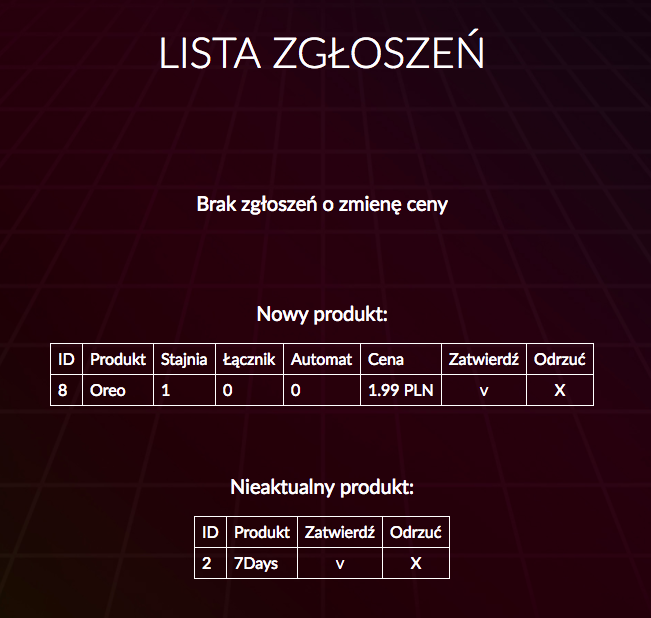 LISTA ZGŁOSZEŃ
Brak zgłoszeń o zmienę ceny
Nowy produkt:
ID Produkt Stajnia Łącznik Automat Cena Zatwierdź Odrzuć
8 Oreo 1 0 0 1.99 PLN v X
Nieaktualny produkt:
ID Produkt Zatwierdź Odrzuć
2 7Days v X